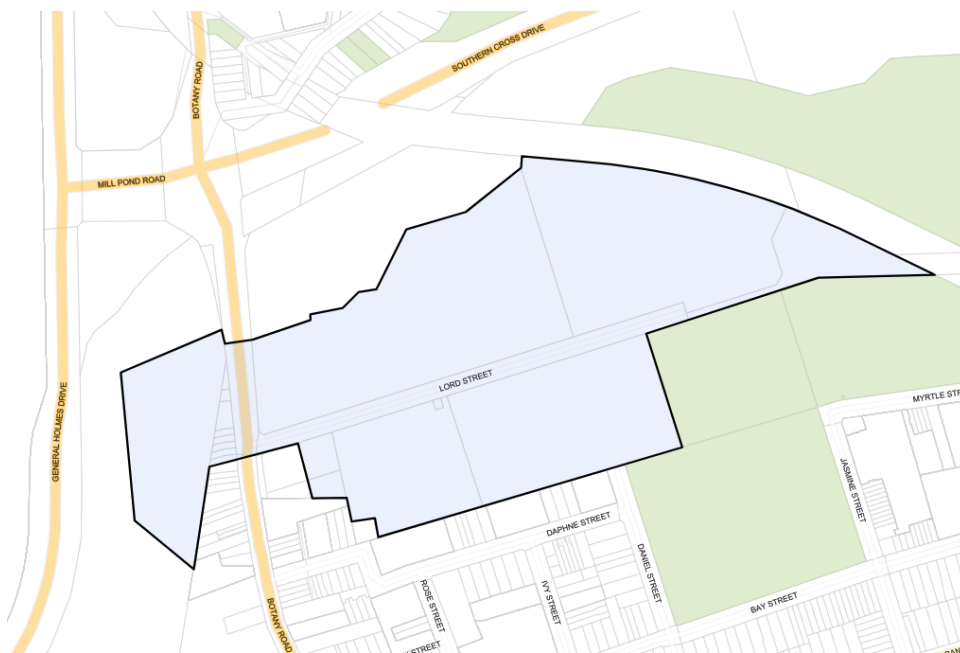 SOUTHERN CROSS DRIVE
BOTANY ROAD
MILL POND ROAD
GENERAL HOLMES DRIVE
LORD STREET
MYRTLE STR
JASMINE STREET
DAPHNE STREET
DANIEL STREET
ROSE STREET
IVY STREET
BAY STREET
BOTANY ROAD
STREET